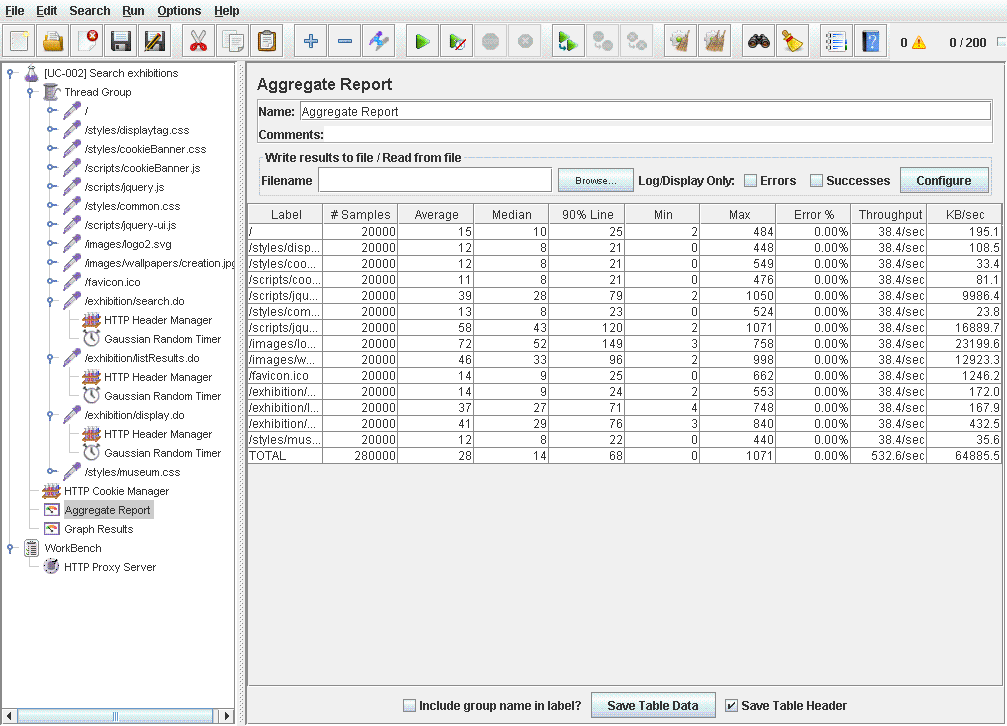 File Edit Search Run Options Help
0 0 / 200
[UC-002] Search exhibitions
Thread Group
/
/styles/displaytag.css
/styles/cookieBanner.css
/scripts/cookieBanner.js
/scripts/jquery.js
/styles/common.css
/scripts/jquery-ui.js
/images/logo2.svg
/images/wallpapers/creation.jpg
/favicon.ico
/exhibition/search.do
HTTP Header Manager
Gaussian Random Timer
/exhibition/listResults.do
HTTP Header Manager
Gaussian Random Timer
/exhibition/display.do
HTTP Header Manager
Gaussian Random Timer
/styles/museum.css
HTTP Cookie Manager
Aggregate Report
Graph Results
WorkBench
HTTP Proxy Server
Aggregate Report
Name: Aggregate Report
Comments:
Write results to file / Read from file
Filename Browse... Log/Display Only: Errors Successes Configure
Label # Samples Average Median 90% Line Min Max Error % Throughput KB/sec
/ 20000 15 10 25 2 484 0.00% 38.4/sec 195.1
/styles/disp... 20000 12 8 21 0 448 0.00% 38.4/sec 108.5
/styles/coo... 20000 12 8 21 0 549 0.00% 38.4/sec 33.4
/scripts/coo... 20000 11 8 21 0 476 0.00% 38.4/sec 81.1
/scripts/jqu... 20000 39 28 79 2 1050 0.00% 38.4/sec 9986.4
/styles/com... 20000 13 8 23 0 524 0.00% 38.4/sec 23.8
/scripts/jqu... 20000 58 43 120 2 1071 0.00% 38.4/sec 16889.7
/images/lo... 20000 72 52 149 3 758 0.00% 38.4/sec 23199.6
/images/w... 20000 46 33 96 2 998 0.00% 38.4/sec 12923.3
/favicon.ico 20000 14 9 25 0 662 0.00% 38.4/sec 1246.2
/exhibition/... 20000 14 9 24 2 553 0.00% 38.4/sec 172.0
/exhibition/l... 20000 37 27 71 4 748 0.00% 38.4/sec 167.9
/exhibition/... 20000 41 29 76 3 840 0.00% 38.4/sec 432.5
/styles/mus... 20000 12 8 22 0 440 0.00% 38.4/sec 35.6
TOTAL 280000 28 14 68 0 1071 0.00% 532.6/sec 64885.5
Include group name in label? Save Table Data Save Table Header